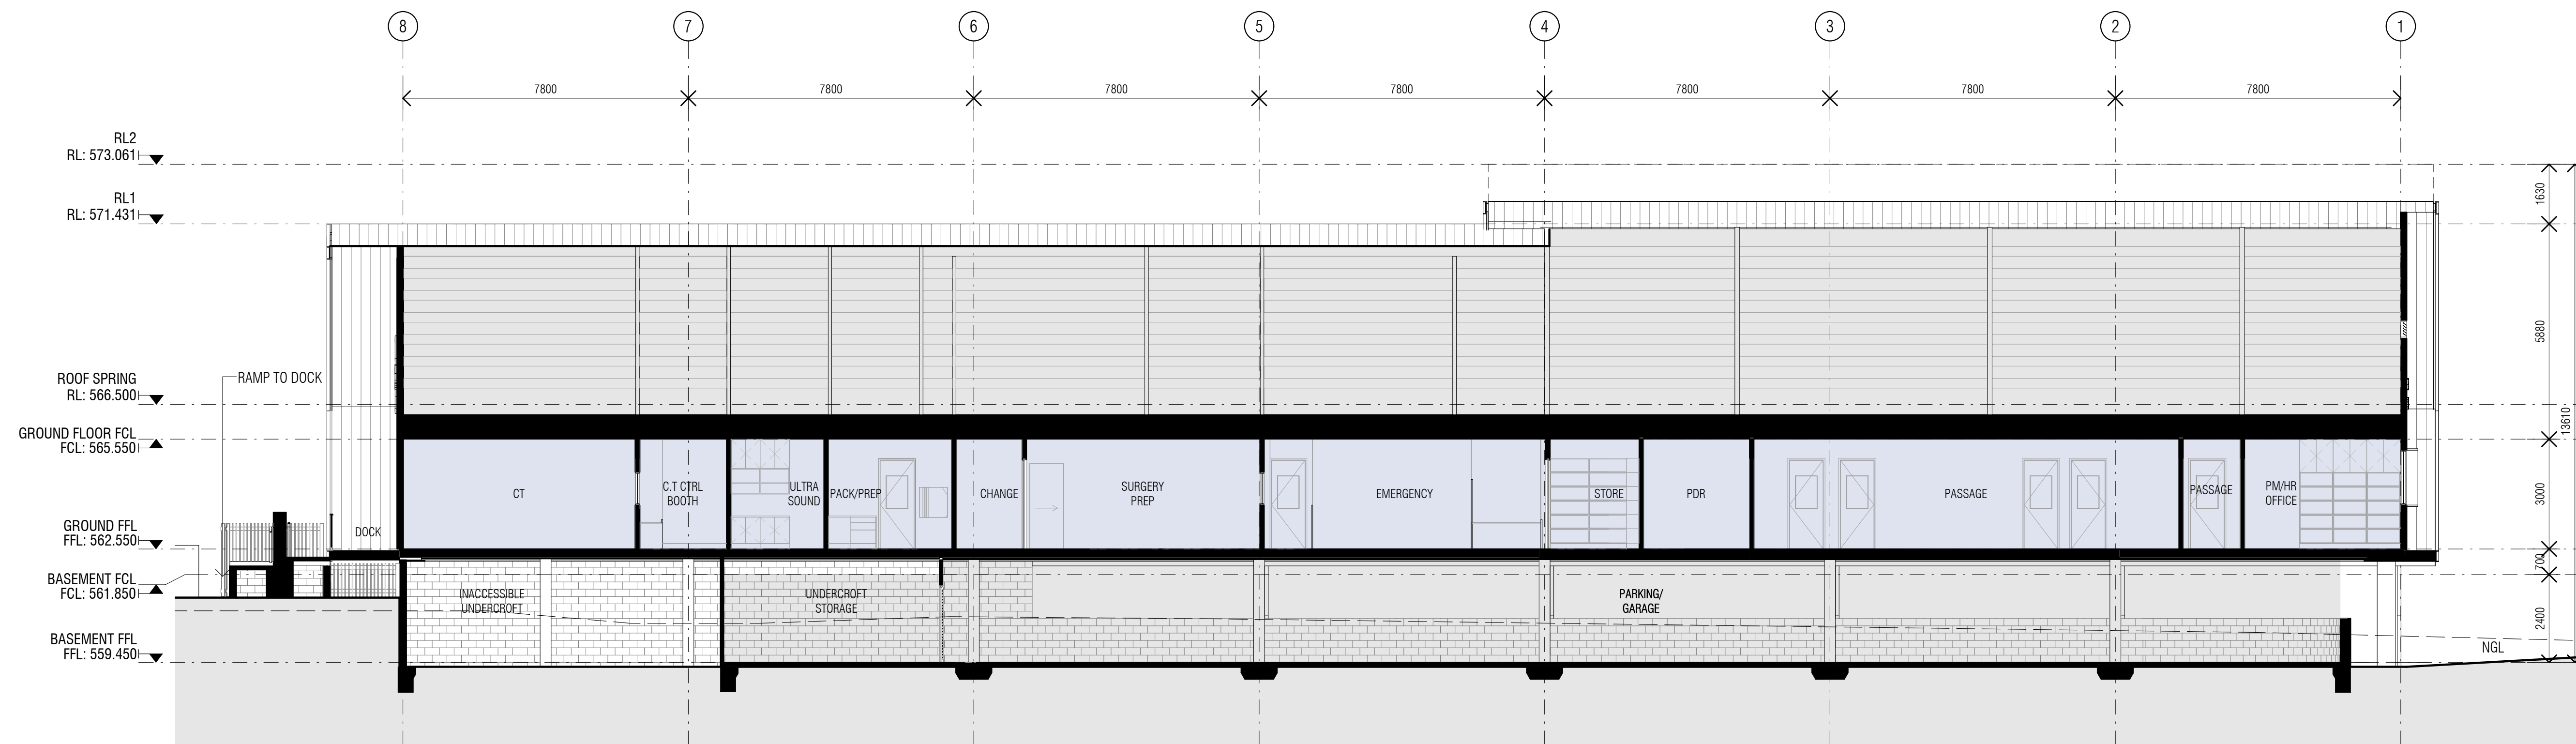 8
7
6
5
4
3
2
1
7800
7800
7800
7800
7800
7800
7800
RL2
RL: 573.061
RL1
RL: 571.431
ROOF SPRING
RL: 566.500
GROUND FLOOR FCL
FCL: 565.550
GROUND FFL
FFL: 562.550
BASEMENT FCL
FCL: 561.850
BASEMENT FFL
FFL: 559.450
RAMP TO DOCK
DOCK
CT
C.T CTRL
BOOTH
ULTRA
SOUND
PACK/PREP
CHANGE
SURGERY
PREP
EMERGENCY
STORE
PDR
PASSAGE
PASSAGE
PM/HR
OFFICE
INACCESSIBLE
UNDERCROFT
UNDERCROFT
STORAGE
PARKING/
GARAGE
NGL
1630
5880
3000
700
2400
13610